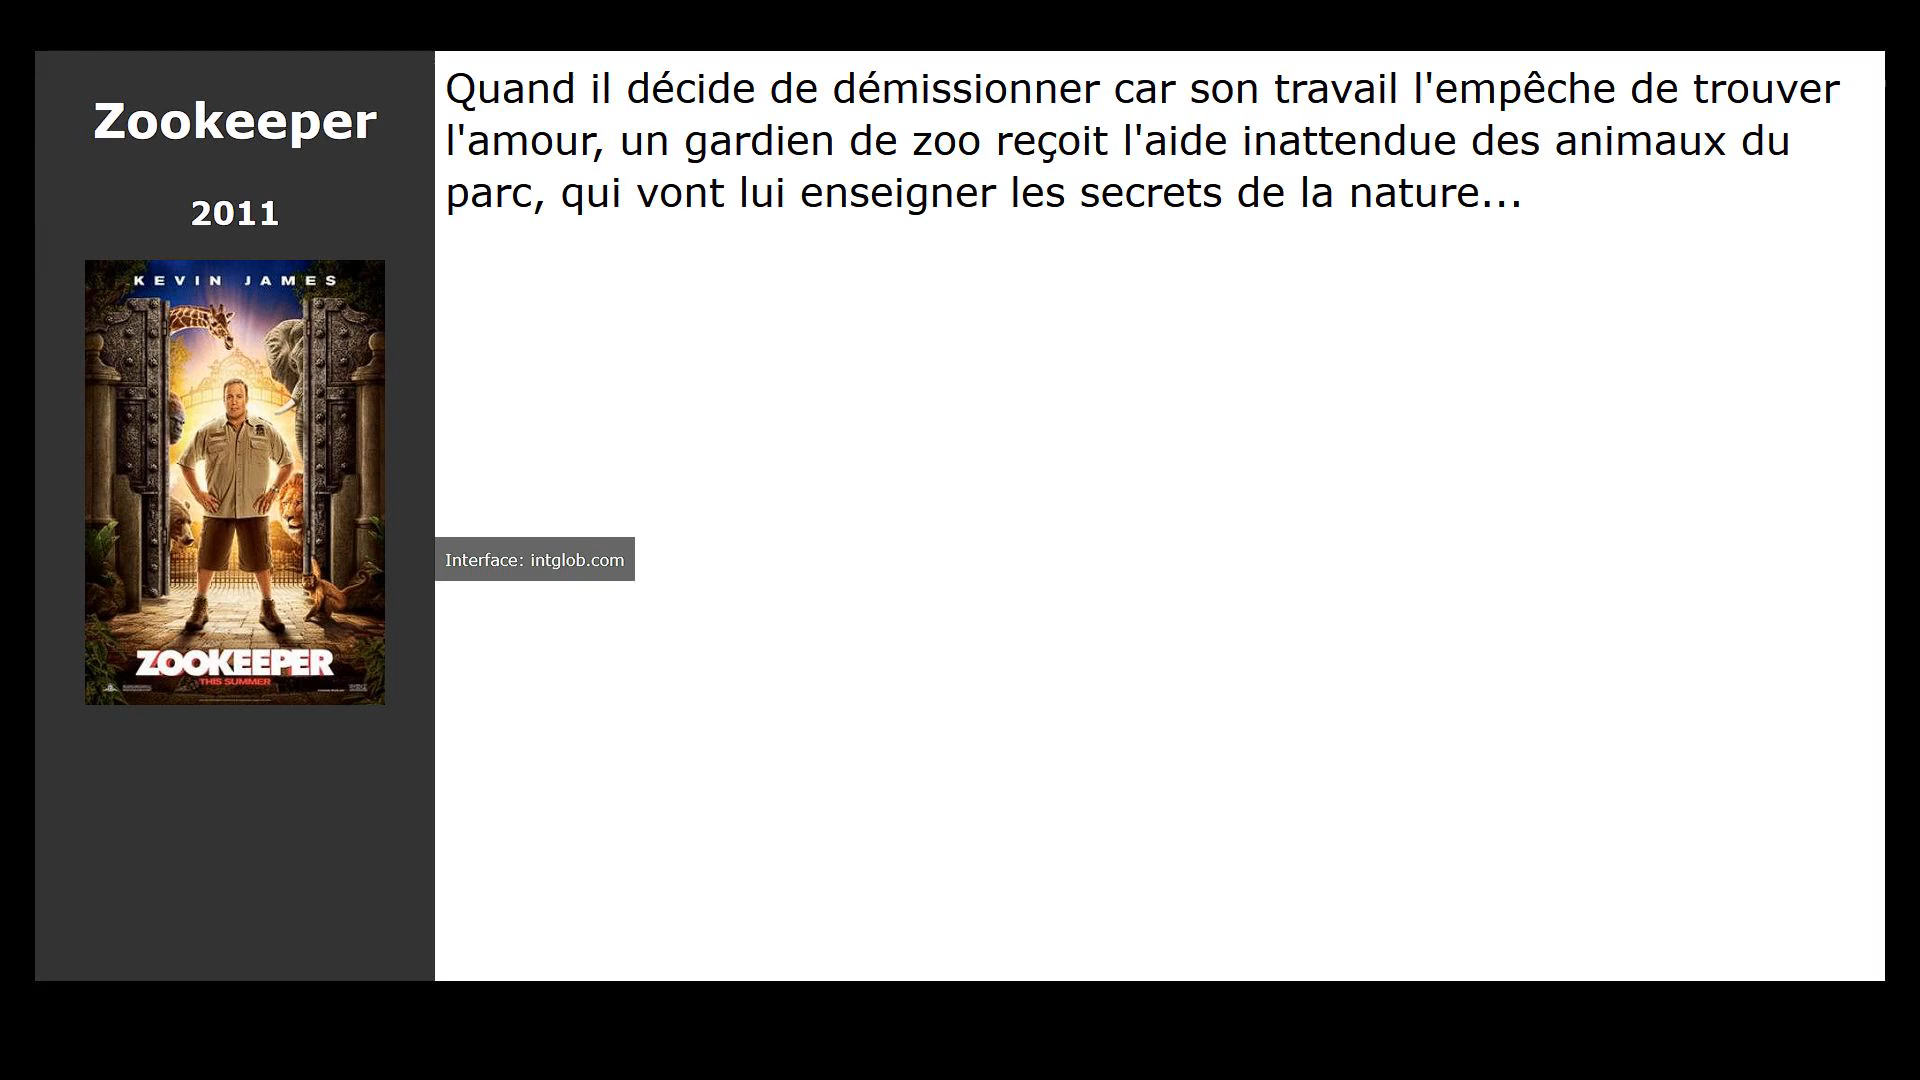 Zookeeper
2011
KEVIN JAMES
ZOOKEEPER
THIS SUMMER
Quand il décide de démissionner car son travail l'empêche de trouver
l'amour, un gardien de zoo reçoit l'aide inattendue des animaux du
parc, qui vont lui enseigner les secrets de la nature...
Interface: intglob.com